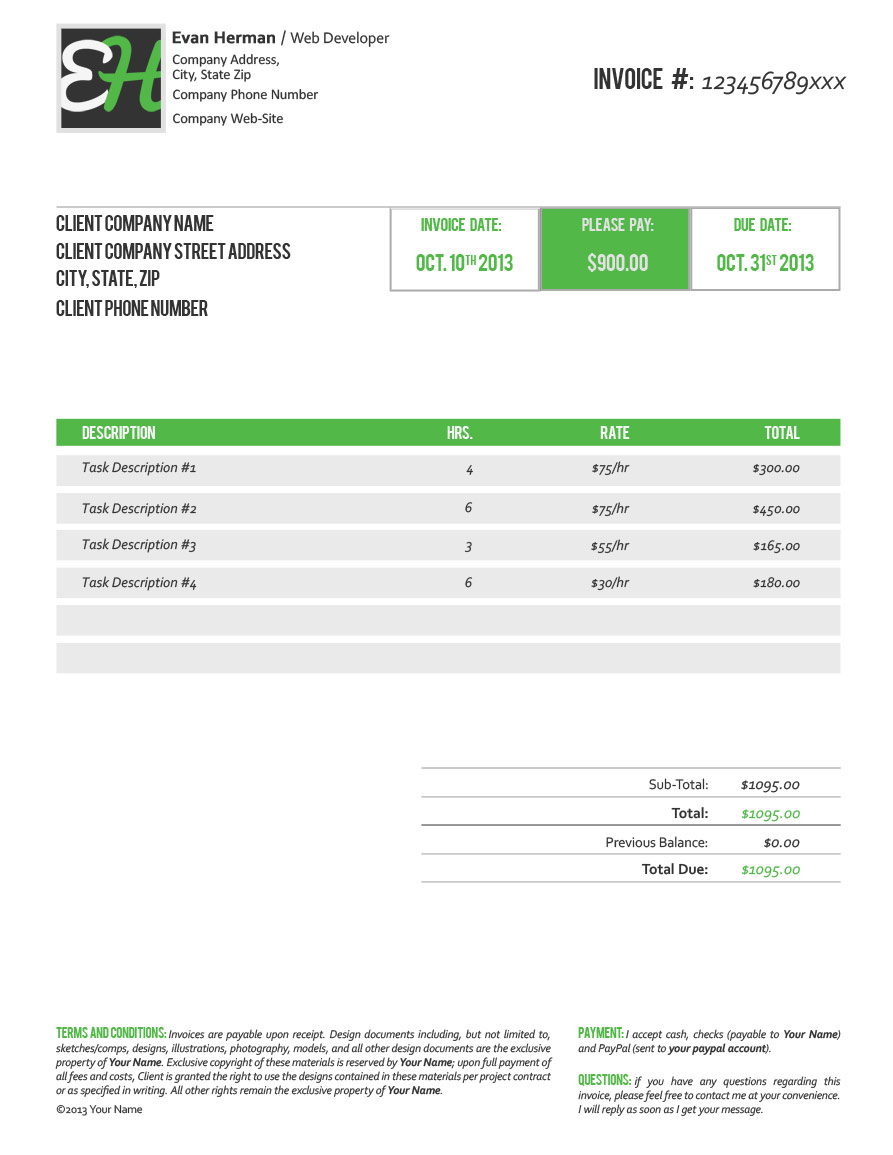 EH
Evan Herman / Web Developer
Company Address,
City, State Zip
Company Phone Number
Company Web-Site
INVOICE #: 123456789xxx
CLIENT COMPANY NAME
CLIENT COMPANY STREET ADDRESS
CITY, STATE, ZIP
CLIENT PHONE NUMBER
INVOICE DATE:
OCT. 10TH 2013
PLEASE PAY:
$900.00
DUE DATE:
OCT. 31ST 2013
DESCRIPTION HRS. RATE TOTAL
Task Description #1 4 $75/hr $300.00
Task Description #2 6 $75/hr $450.00
Task Description #3 3 $55/hr $165.00
Task Description #4 6 $30/hr $180.00
Sub-Total: $1095.00
Total: $1095.00
Previous Balance: $0.00
Total Due: $1095.00
TERMS AND CONDITIONS: Invoices are payable upon receipt. Design documents including, but not limited to,
sketches/comps, designs, illustrations, photography, models, and all other design documents are the exclusive
property of Your Name. Exclusive copyright of these materials is reserved by Your Name; upon full payment of
all fees and costs, Client is granted the right to use the designs contained in these materials per project contract
or as specified in writing. All other rights remain the exclusive property of Your Name.
©2013 Your Name
PAYMENT: I accept cash, checks (payable to Your Name)
and PayPal (sent to your paypal account).
QUESTIONS: if you have any questions regarding this
invoice, please feel free to contact me at your convenience.
I will reply as soon as I get your message.